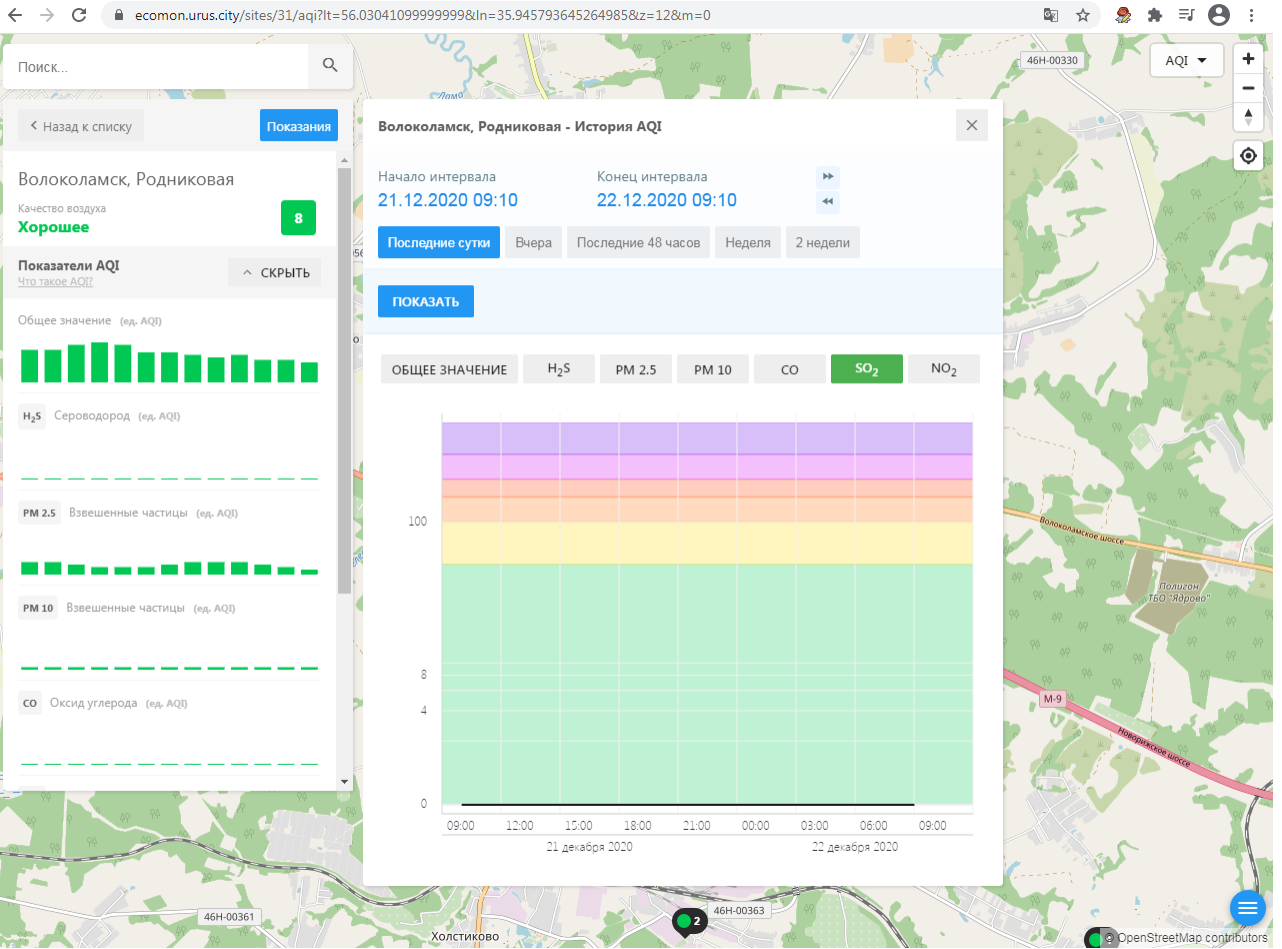 ecomon.urus.city/sites/31/aqi?lt=56.03041099999999&ln=35.945793645264985&z=12&m=0
Поиск...
46Н-00330
AQI
Назад к списку
Показания
Волоколамск, Родниковая
Качество воздуха
Хорошее
8
Показатели AQI
Что такое AQI?
СКРЫТЬ
Общее значение (ед. AQI)
H₂S Сероводород (ед. AQI)
PM 2.5 Взвешенные частицы (ед. AQI)
PM 10 Взвешенные частицы (ед. AQI)
CO Оксид углерода (ед. AQI)
Волоколамск, Родниковая - История AQI
Начало интервала
21.12.2020 09:10
Конец интервала
22.12.2020 09:10
Последние сутки
Вчера
Последние 48 часов
Неделя
2 недели
ПОКАЗАТЬ
ОБЩЕЕ ЗНАЧЕНИЕ
H₂S
PM 2.5
PM 10
CO
SO₂
NO₂
100
8
4
0
09:00 12:00 15:00 18:00 21:00 00:00 03:00 06:00 09:00
21 декабря 2020 22 декабря 2020
Лама
Волоколамское шоссе
Полигон
ТБО "Ядрово"
М-9
Новорижское шоссе
46Н-00361
46Н-00363
2
Холстиково
© OpenStreetMap contributors